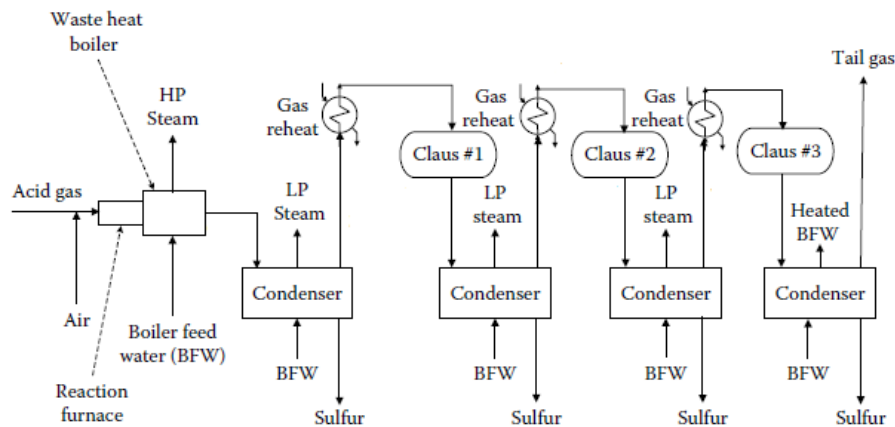 Waste heat
boiler
HP
Steam
Acid gas
Air
Boiler feed
water (BFW)
Reaction
furnace
LP
Steam
Gas
reheat
Condenser
BFW
Sulfur
Claus #1
LP
steam
Gas
reheat
Condenser
BFW
Sulfur
Claus #2
LP
steam
Gas
reheat
Condenser
BFW
Sulfur
Claus #3
Heated
BFW
Tail gas
Condenser
BFW
Sulfur